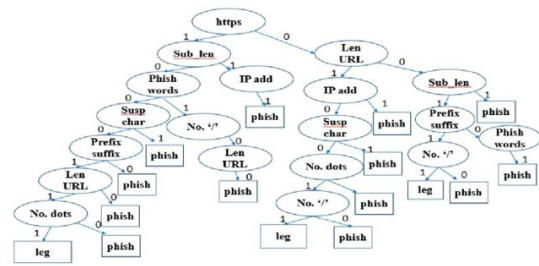 https
1 0
Sub_len
Len
URL
0 1
1 0
Phish
words
IP add
IP add
Sub_len
0 1
1
0 1
0 1
Susp
char
No. '/'
phish
Susp
char
phish
Prefix
suffix
phish
0 1
0
0 1
1 0
Prefix
suffix
phish
Len
URL
No. dots
phish
No. '/'
Phish
words
1 0
0
1 0
1 0
1
Len
URL
phish
phish
No. '/'
phish
leg
phish
phish
1 0
1 0
No. dots
phish
leg
phish
1 0
leg
phish